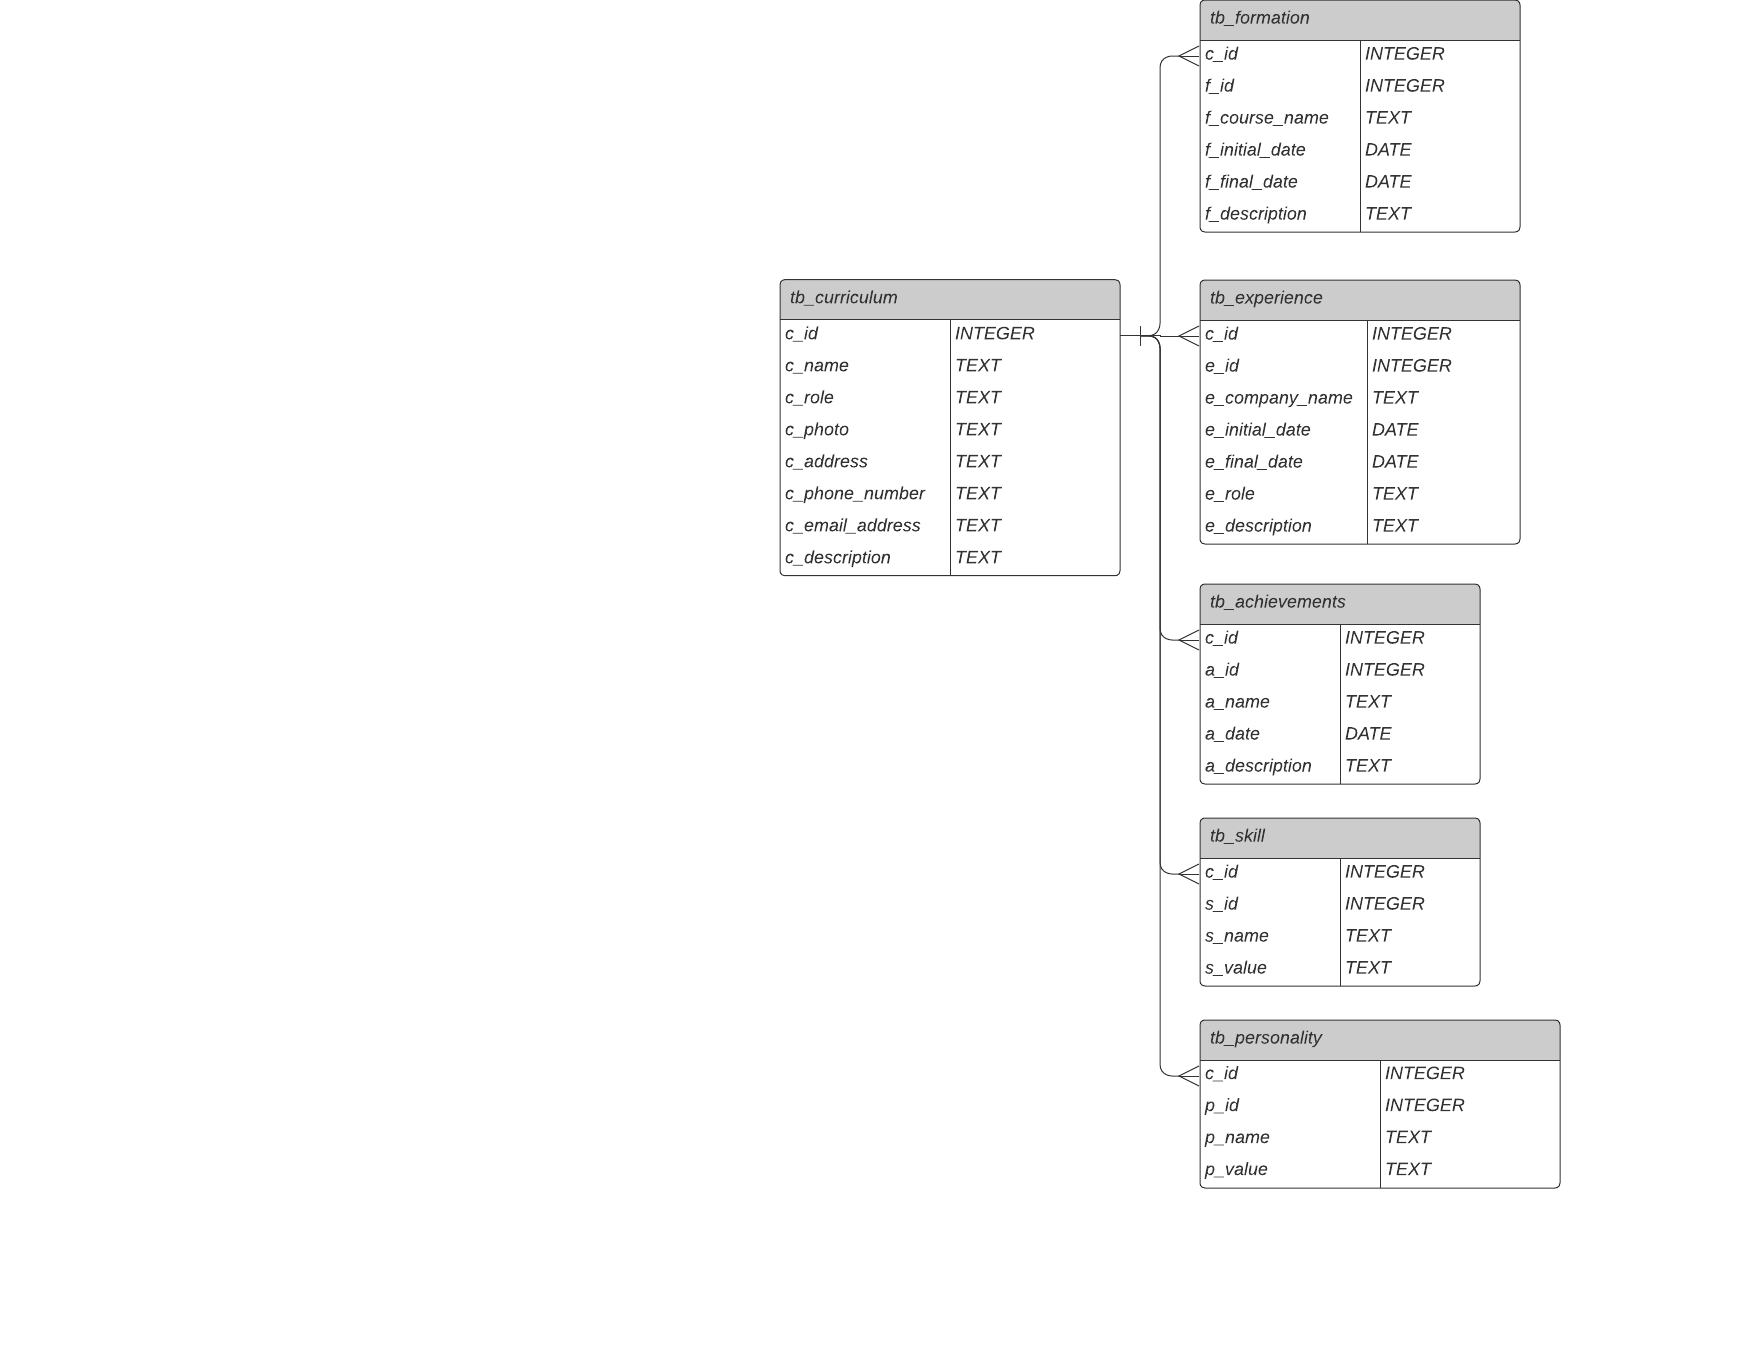 tb_formation
c_id INTEGER
f_id INTEGER
f_course_name TEXT
f_initial_date DATE
f_final_date DATE
f_description TEXT
tb_curriculum
c_id INTEGER
c_name TEXT
c_role TEXT
c_photo TEXT
c_address TEXT
c_phone_number TEXT
c_email_address TEXT
c_description TEXT
tb_experience
c_id INTEGER
e_id INTEGER
e_company_name TEXT
e_initial_date DATE
e_final_date DATE
e_role TEXT
e_description TEXT
tb_achievements
c_id INTEGER
a_id INTEGER
a_name TEXT
a_date DATE
a_description TEXT
tb_skill
c_id INTEGER
s_id INTEGER
s_name TEXT
s_value TEXT
tb_personality
c_id INTEGER
p_id INTEGER
p_name TEXT
p_value TEXT